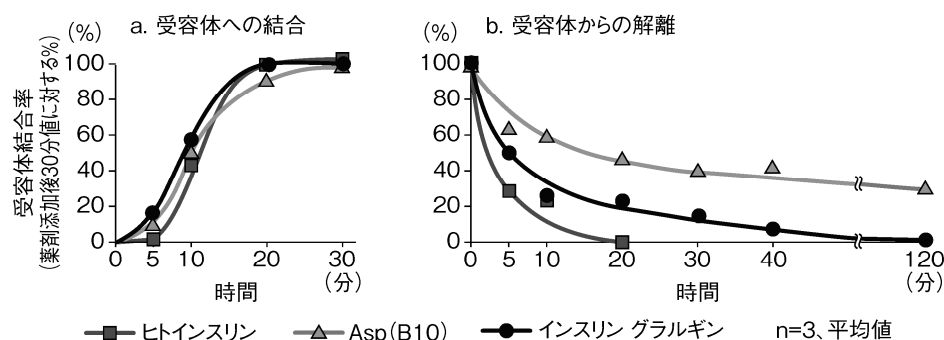 a. 受容体への結合
b. 受容体からの解離
受容体結合率
(薬剤添加後30分値に対する%)
(%)
100
80
60
40
20
0
0 5 10 20 30
(分)
時間
(%)
100
80
60
40
20
0
0 5 10 20 30 40 120
(分)
時間
ヒトインスリン Asp(B10) インスリン グラルギン n=3、平均値